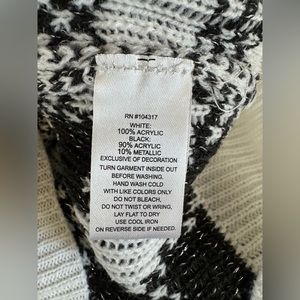 RN #104317
WHITE:
100% ACRYLIC
BLACK:
90% ACRYLIC
10% METALLIC
EXCLUSIVE OF DECORATION
TURN GARMENT INSIDE OUT
BEFORE WASHING.
HAND WASH COLD
WITH LIKE COLORS ONLY
DO NOT BLEACH,
DO NOT TWIST OR WRING,
LAY FLAT TO DRY
USE COOL IRON
ON REVERSE SIDE IF NEEDED.